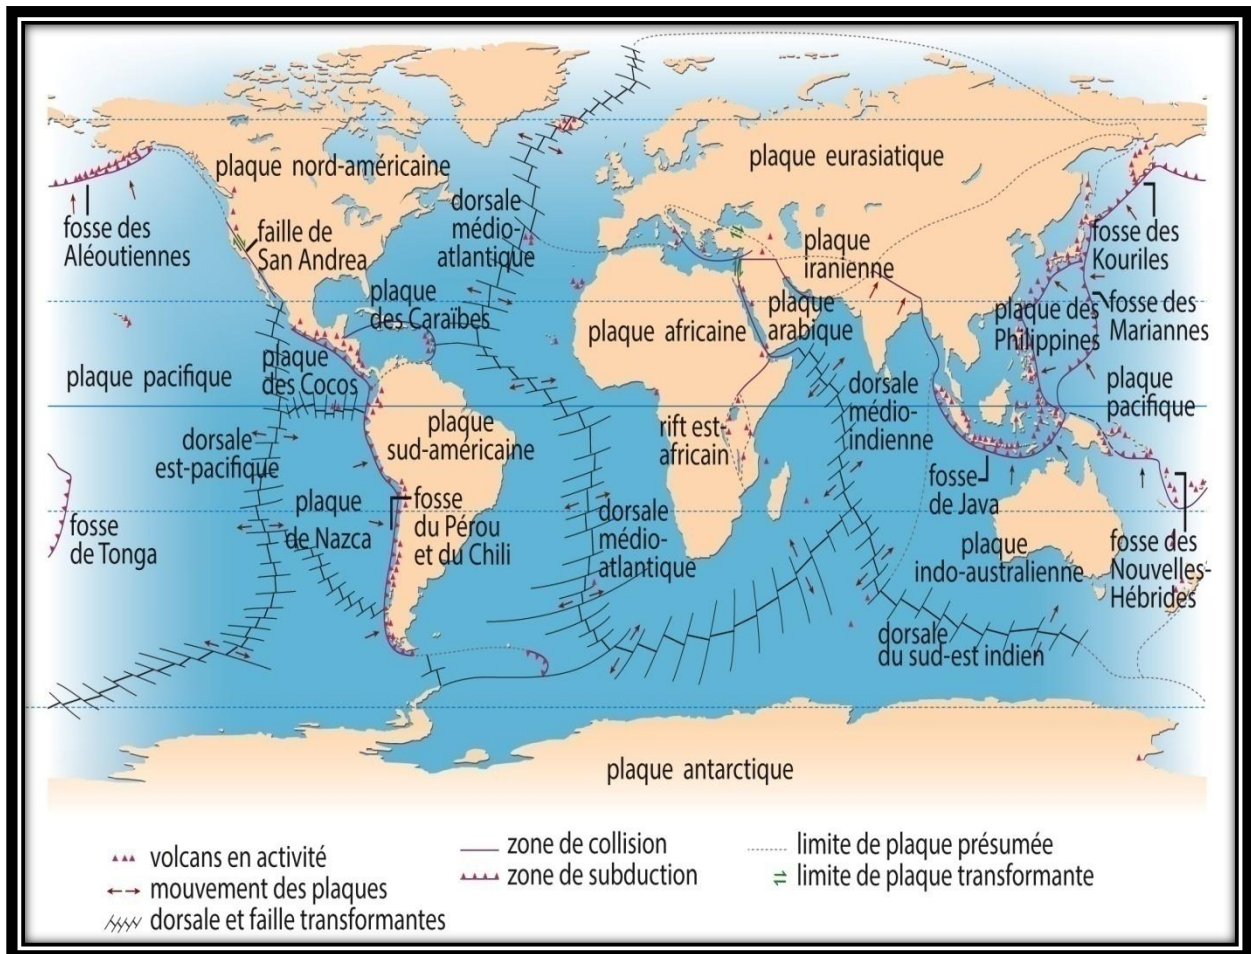 plaque nord-américaine
plaque eurasiatique
dorsale
médio-
atlantique
fosse des
Aléoutiennes
faille de
San Andrea
plaque
iranienne
fosse des
Kouriles
plaque
des Caraïbes
plaque africaine
plaque
arabique
plaque des
Philippines
fosse des
Mariannes
plaque pacifique
plaque
des Cocos
dorsale
médio-
indienne
plaque
pacifique
dorsale
est-pacifique
plaque
sud-américaine
rift est-
africain
fosse
de Java
fosse
de Tonga
plaque
de Nazca
fosse
du Pérou
et du Chili
dorsale
médio-
atlantique
plaque
indo-australienne
fosse des
Nouvelles-
Hébrides
dorsale
du sud-est indien
plaque antarctique
volcans en activité
mouvement des plaques
dorsale et faille transformantes
zone de collision
zone de subduction
limite de plaque présumée
limite de plaque transformante